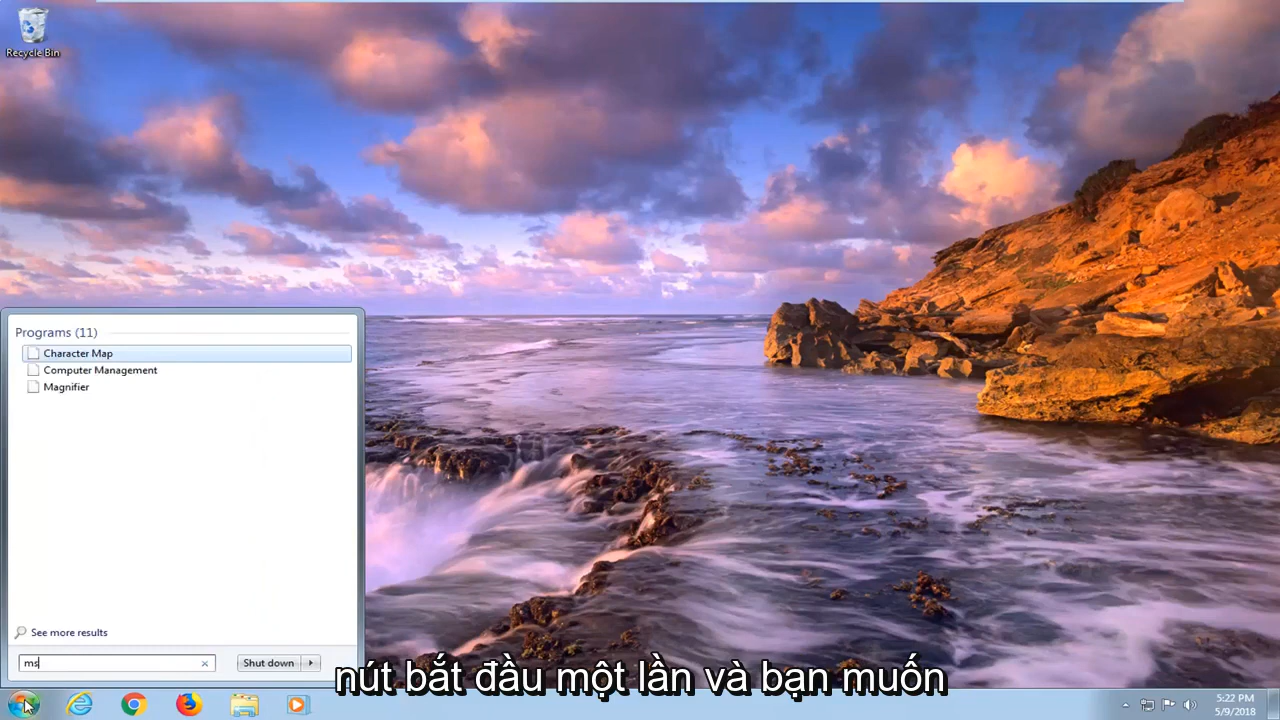 Recycle Bin
Programs (11)
Character Map
Computer Management
Magnifier
See more results
ms
Shut down
nút bắt đầu một lần và bạn muốn
5:22 PM
5/9/2018